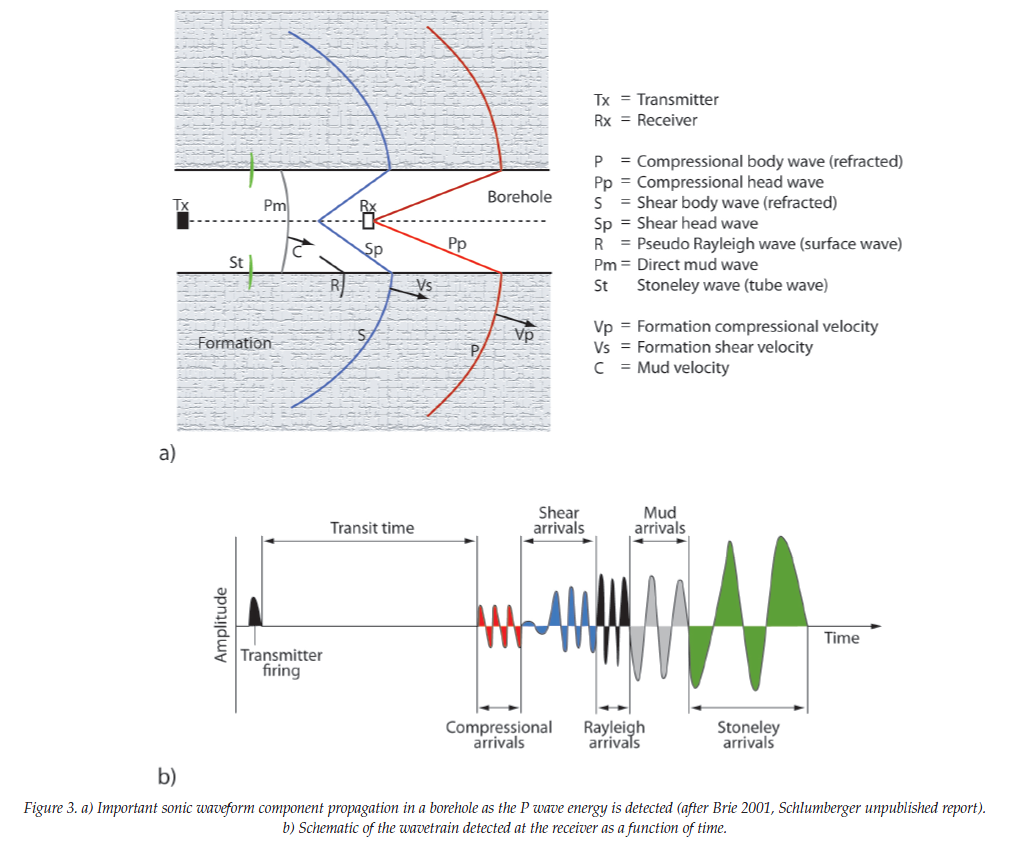 Tx
Pm
Rx
Borehole
C
Sp
Pp
St
R
Vs
Vp
S
P
Formation
Tx = Transmitter
Rx = Receiver
P = Compressional body wave (refracted)
Pp = Compressional head wave
S = Shear body wave (refracted)
Sp = Shear head wave
R = Pseudo Rayleigh wave (surface wave)
Pm = Direct mud wave
St Stoneley wave (tube wave)
Vp = Formation compressional velocity
Vs = Formation shear velocity
C = Mud velocity
a)
Transit time
Shear
arrivals
Mud
arrivals
Amplitude
Time
Transmitter
firing
Compressional
arrivals
Rayleigh
arrivals
Stoneley
arrivals
b)
Figure 3. a) Important sonic waveform component propagation in a borehole as the P wave energy is detected (after Brie 2001, Schlumberger unpublished report).
b) Schematic of the wavetrain detected at the receiver as a function of time.